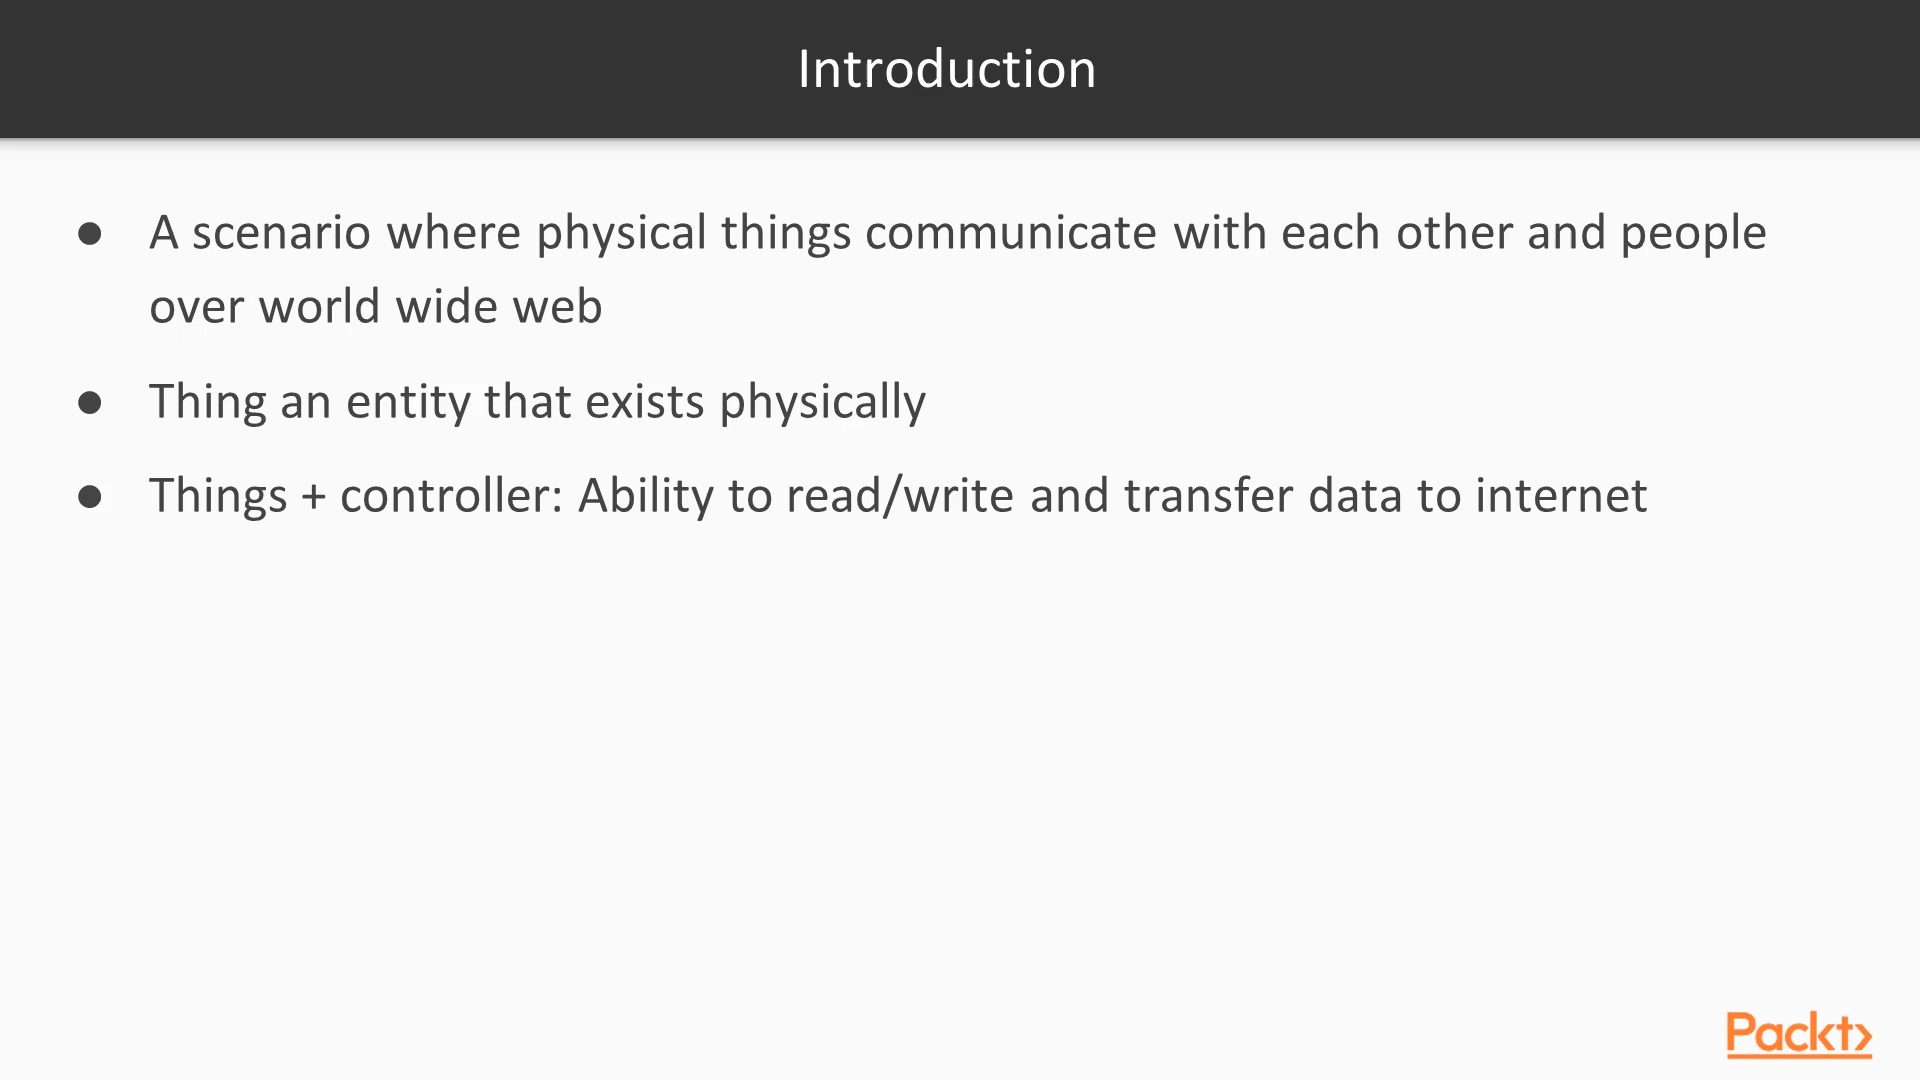 Introduction
● A scenario where physical things communicate with each other and people
over world wide web
● Thing an entity that exists physically
● Things + controller: Ability to read/write and transfer data to internet
Packt>